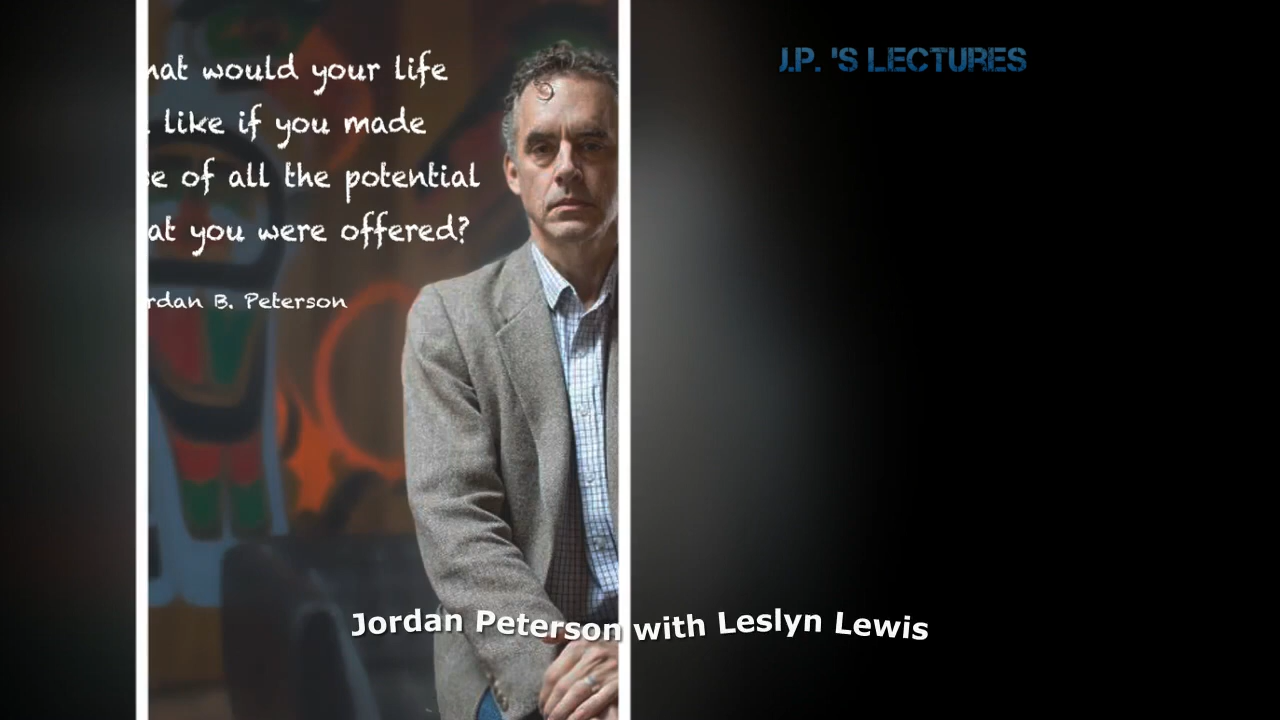 hat would your life
like if you made
se of all the potential
at you were offered?
rdan B. Peterson
J.P. 'S LECTURES
Jordan Peterson with Leslyn Lewis